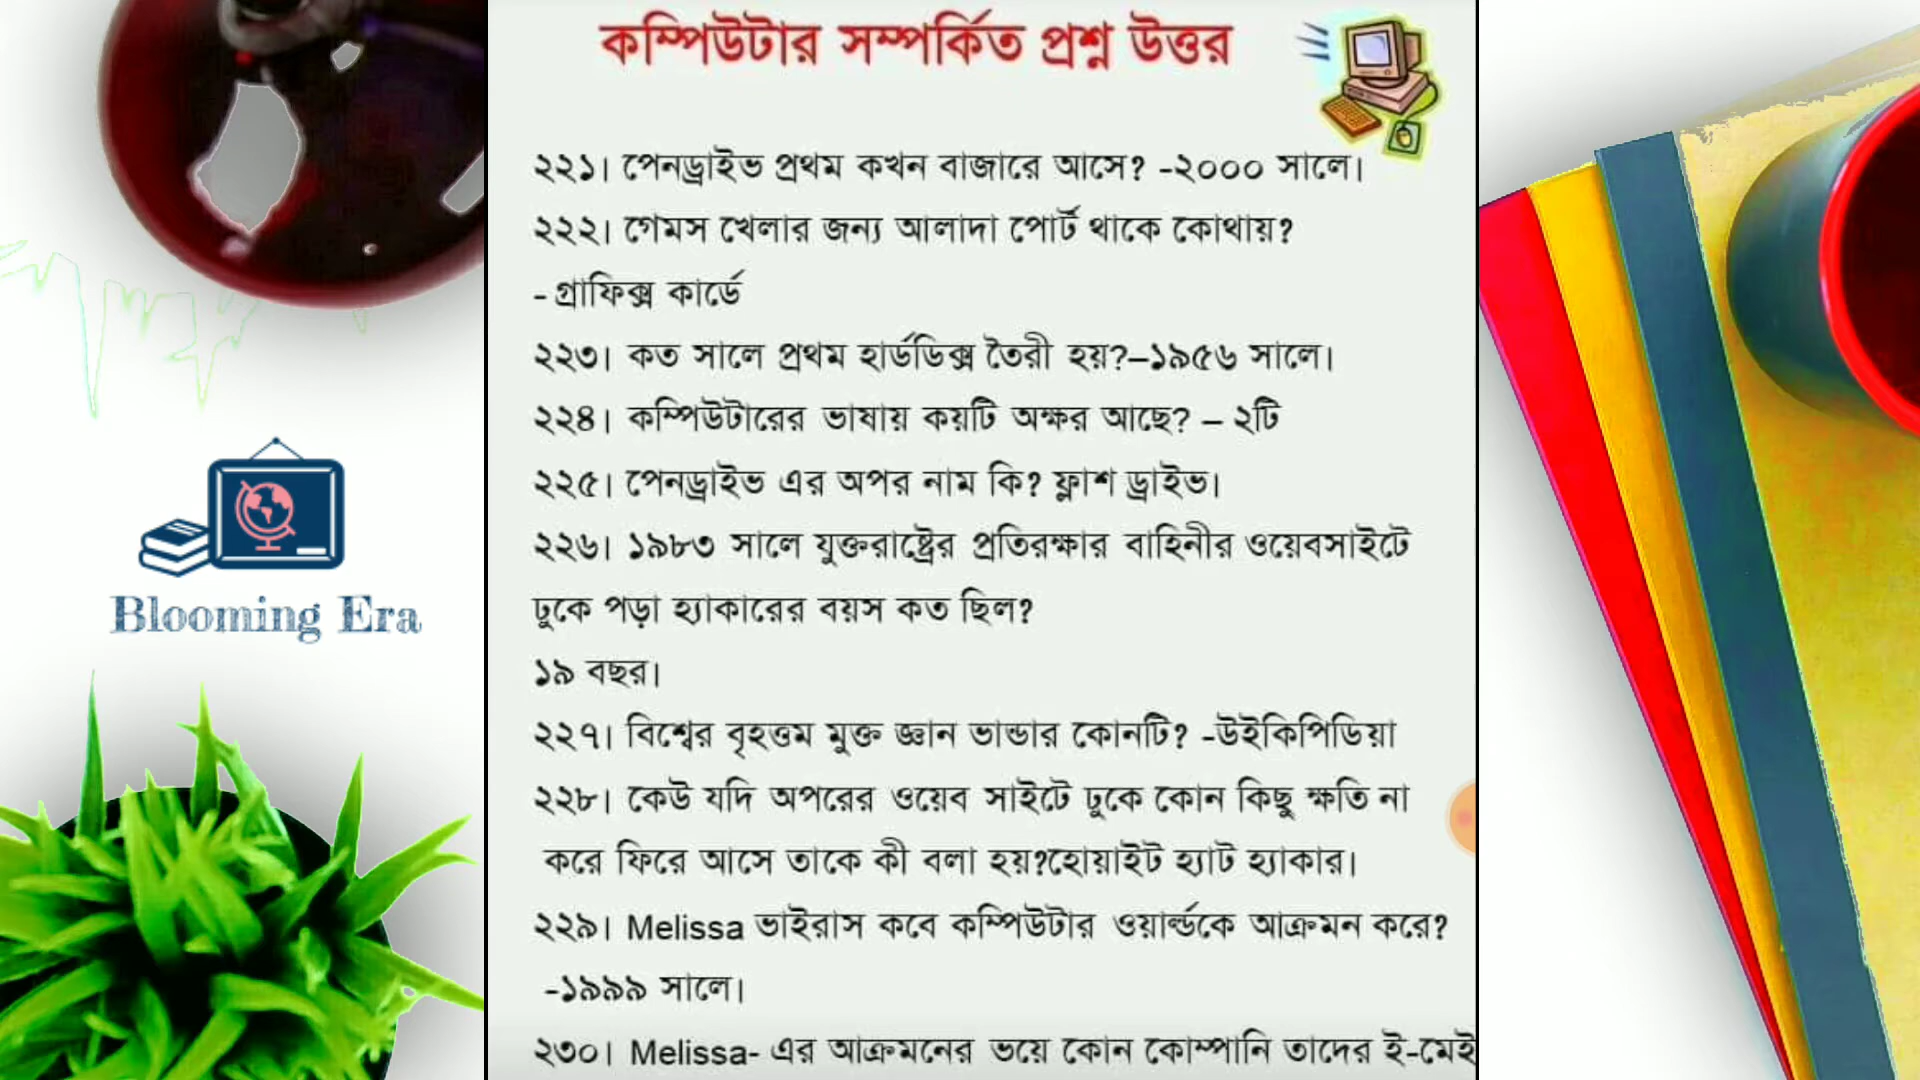 কম্পিউটার সম্পর্কিত প্রশ্ন উত্তর
২২১। পেনড্রাইভ প্রথম কখন বাজারে আসে? -২০০০ সালে।
২২২। গেমস খেলার জন্য আলাদা পোর্ট থাকে কোথায়?
- গ্রাফিক্স কার্ডে
২২৩। কত সালে প্রথম হার্ডডিক্স তৈরী হয়?–১৯৫৬ সালে।
২২৪। কম্পিউটারের ভাষায় কয়টি অক্ষর আছে? – ২টি
২২৫। পেনড্রাইভ এর অপর নাম কি? ফ্লাশ ড্রাইভ।
২২৬। ১৯৮৩ সালে যুক্তরাষ্ট্রের প্রতিরক্ষার বাহিনীর ওয়েবসাইটে
ঢুকে পড়া হ্যাকারের বয়স কত ছিল?
১৯ বছর।
২২৭। বিশ্বের বৃহত্তম মুক্ত জ্ঞান ভান্ডার কোনটি? -উইকিপিডিয়া
২২৮। কেউ যদি অপরের ওয়েব সাইটে ঢুকে কোন কিছু ক্ষতি না
করে ফিরে আসে তাকে কী বলা হয়?হোয়াইট হ্যাট হ্যাকার।
২২৯। Melissa ভাইরাস কবে কম্পিউটার ওয়ার্ল্ডকে আক্রমন করে?
-১৯৯৯ সালে।
২৩০। Melissa- এর আক্রমনের ভয়ে কোন কোম্পানি তাদের ই-মেই
Blooming Era